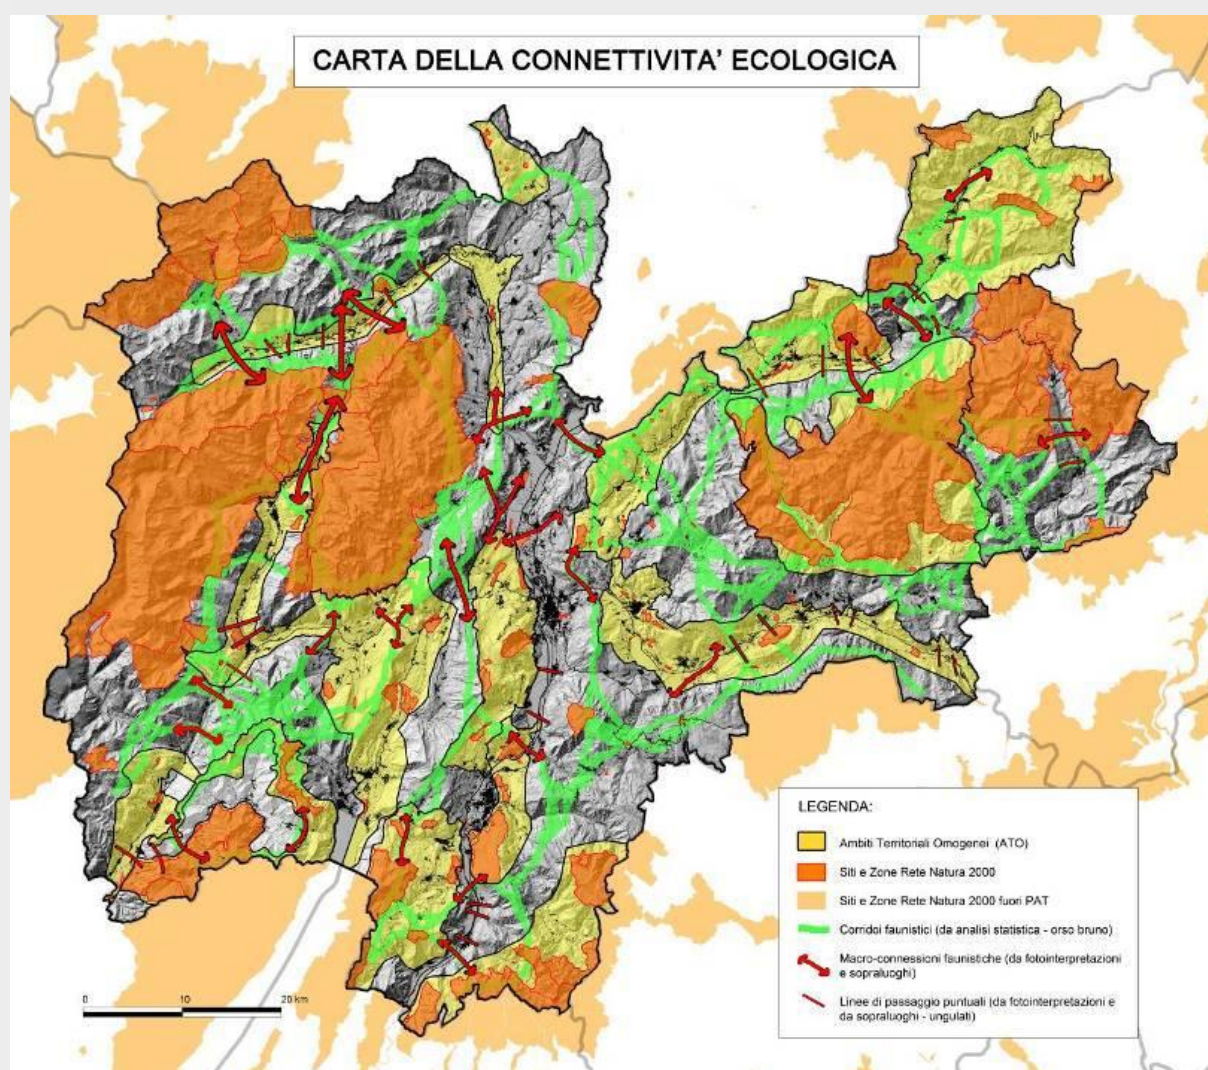 CARTA DELLA CONNETTIVITA' ECOLOGICA
LEGENDA:
Ambiti Territoriali Omogenei (ATO)
Siti e Zone Rete Natura 2000
Siti e Zone Rete Natura 2000 fuori PAT
Corridoi faunistici (da analisi statistica - orso bruno)
Macro-connessioni faunistiche (da fotointerpretazioni
e sopraluoghi)
Linee di passaggio puntuali (da fotointerpretazioni e
da sopraluoghi - ungulati)
0 10 20 km